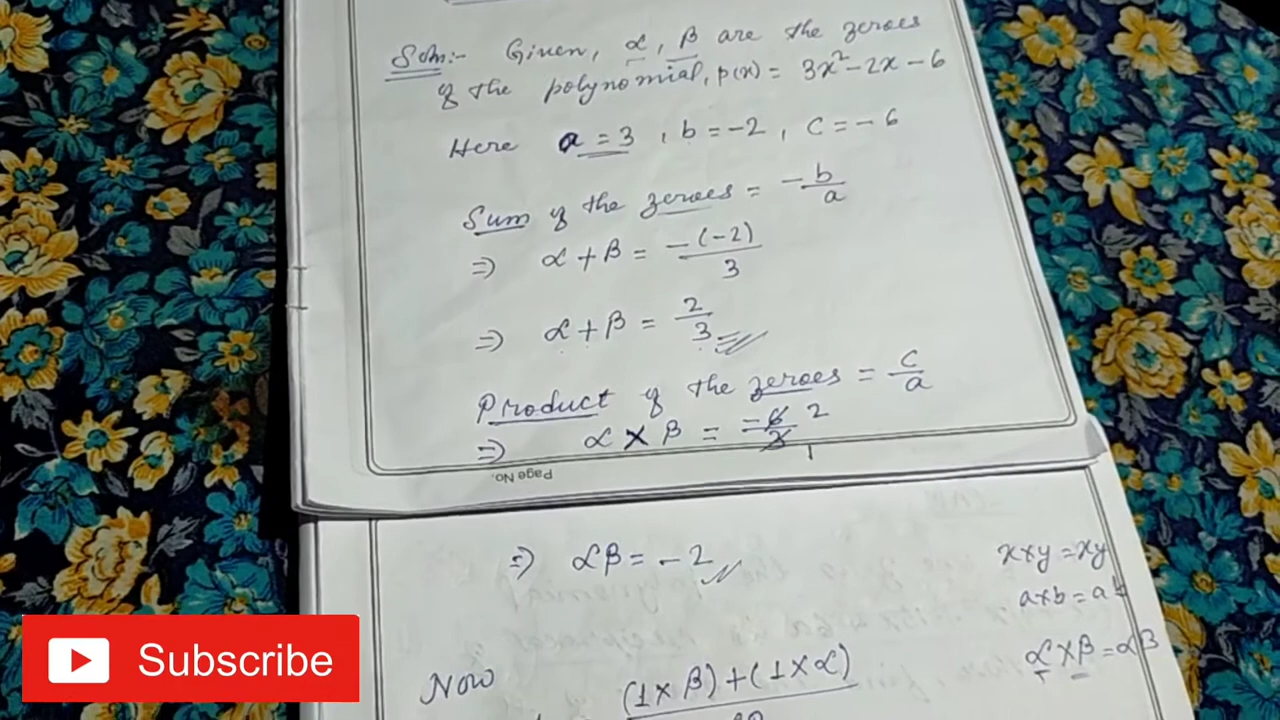 Soln:- Given, α, β are the zeroes
of the polynomial, p(x) = 3x² - 2x - 6
Here a = 3, b = -2, c = -6
Sum of the zeroes = -b/a
⇒ α + β = -(-2)/3
⇒ α + β = 2/3
Product of the zeroes = c/a
⇒ α × β = -6/3 2 1
Page No.
⇒ αβ = -2
x×y = xy
a×b = ab
α×β = αβ
Now (1×β)+(1×α)
Subscribe